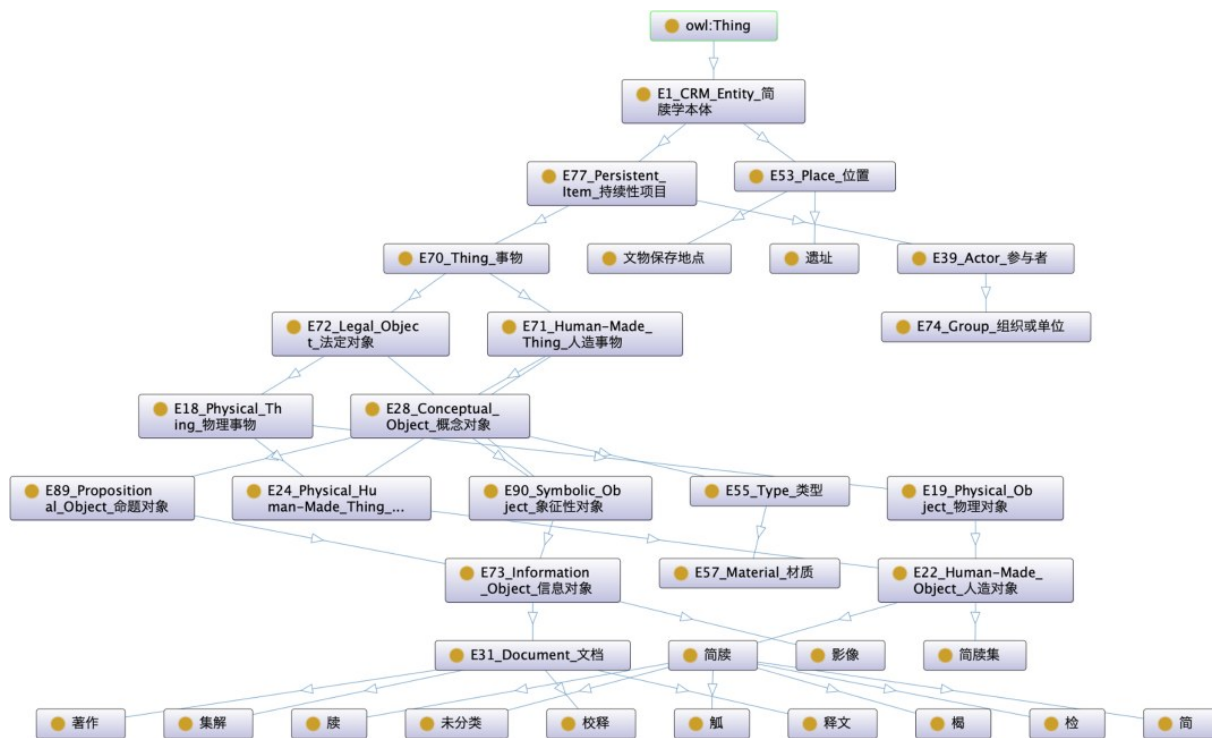 owl:Thing
E1_CRM_Entity_简
牍学本体
E77_Persistent_
Item_持续性项目
E53_Place_位置
E70_Thing_事物
文物保存地点
遗址
E39_Actor_参与者
E72_Legal_Objec
t_法定对象
E71_Human-Made_
Thing_人造事物
E74_Group_组织或单位
E18_Physical_Th
ing_物理事物
E28_Conceptual_
Object_概念对象
E89_Proposition
al_Object_命题对象
E24_Physical_Hu
man-Made_Thing_...
E90_Symbolic_Ob
ject_象征性对象
E55_Type_类型
E19_Physical_Ob
ject_物理对象
E73_Information
_Object_信息对象
E57_Material_材质
E22_Human-Made_
Object_人造对象
E31_Document_文档
简牍
影像
简牍集
著作
集解
牍
未分类
校释
觚
释文
楬
检
简